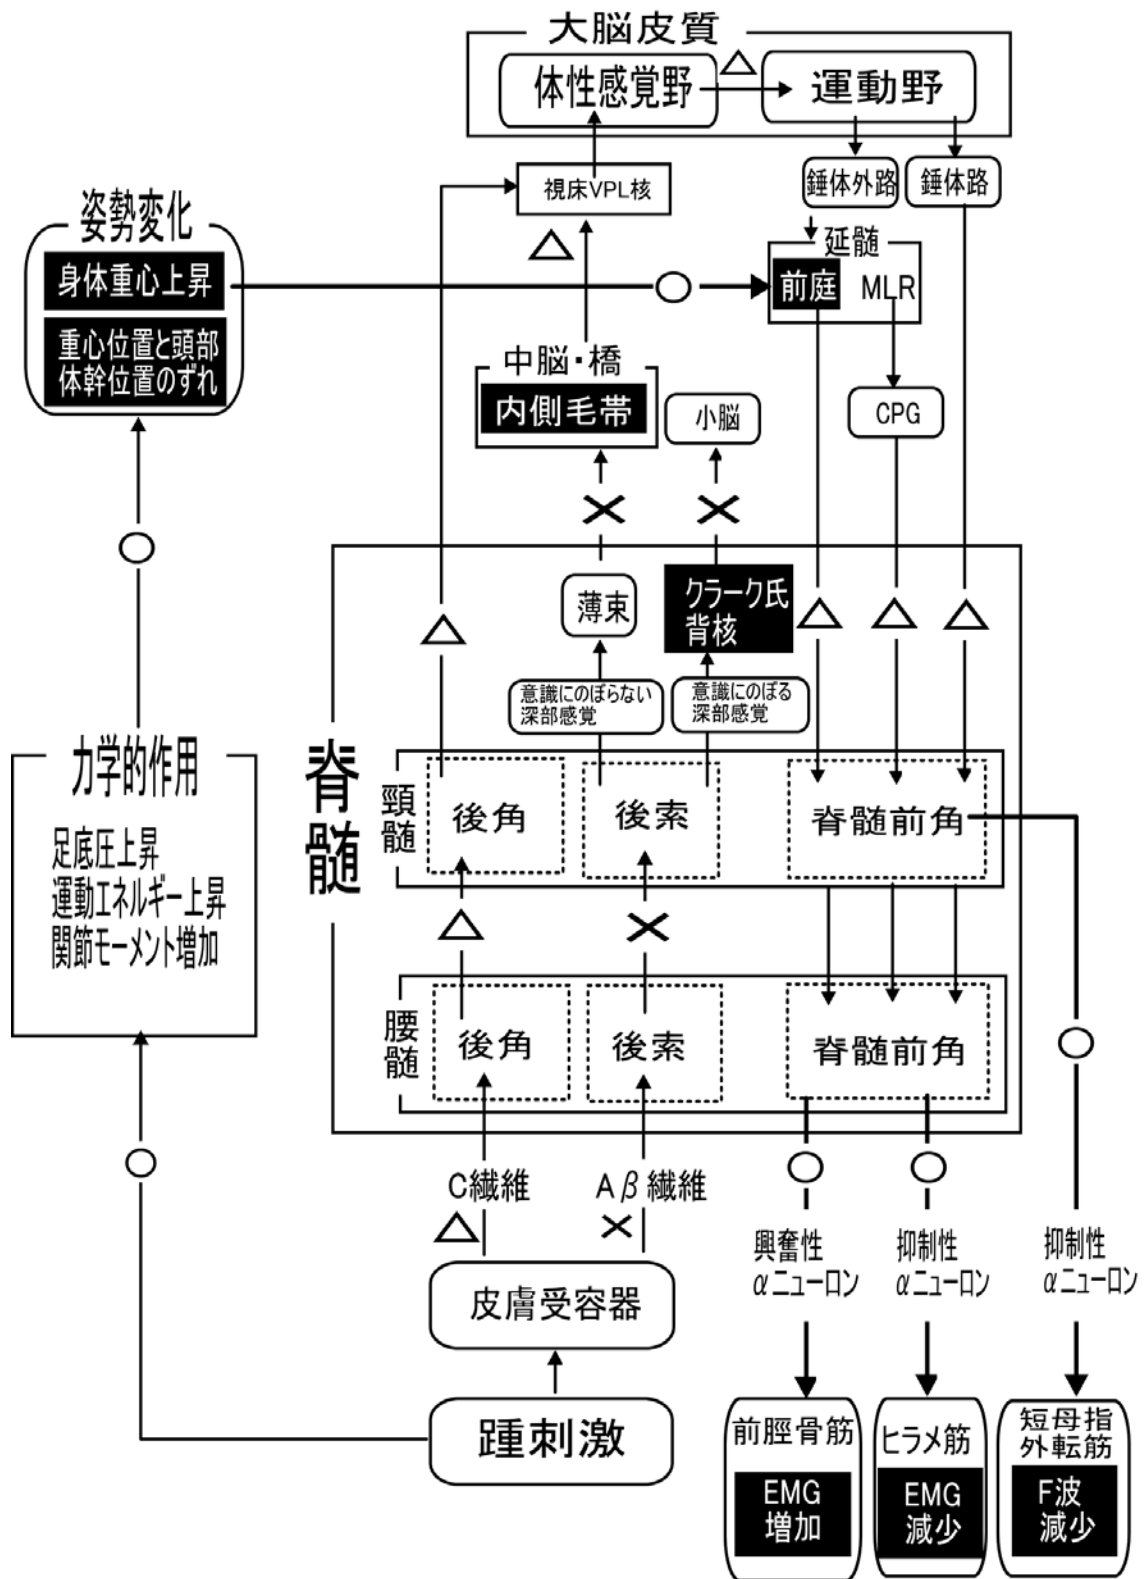 大脳皮質
体性感覚野
△
運動野
視床VPL核
錘体外路
錘体路
姿勢変化
身体重心上昇
重心位置と頭部
体幹位置のずれ
△
○
延髄
前庭
MLR
中脳・橋
内側毛帯
小脳
CPG
○
×
×
薄束
クラーク氏
背核
△
△
△
△
意識にのぼらない
深部感覚
意識にのぼる
深部感覚
力学的作用
足底圧上昇
運動エネルギー上昇
関節モーメント増加
脊髄
頸髄
後角
後索
脊髄前角
△
×
腰髄
後角
後索
脊髄前角
○
○
○
○
C繊維
Aβ繊維
△
×
興奮性
αニューロン
抑制性
αニューロン
抑制性
αニューロン
皮膚受容器
踵刺激
前脛骨筋
EMG
増加
ヒラメ筋
EMG
減少
短母指
外転筋
F波
減少